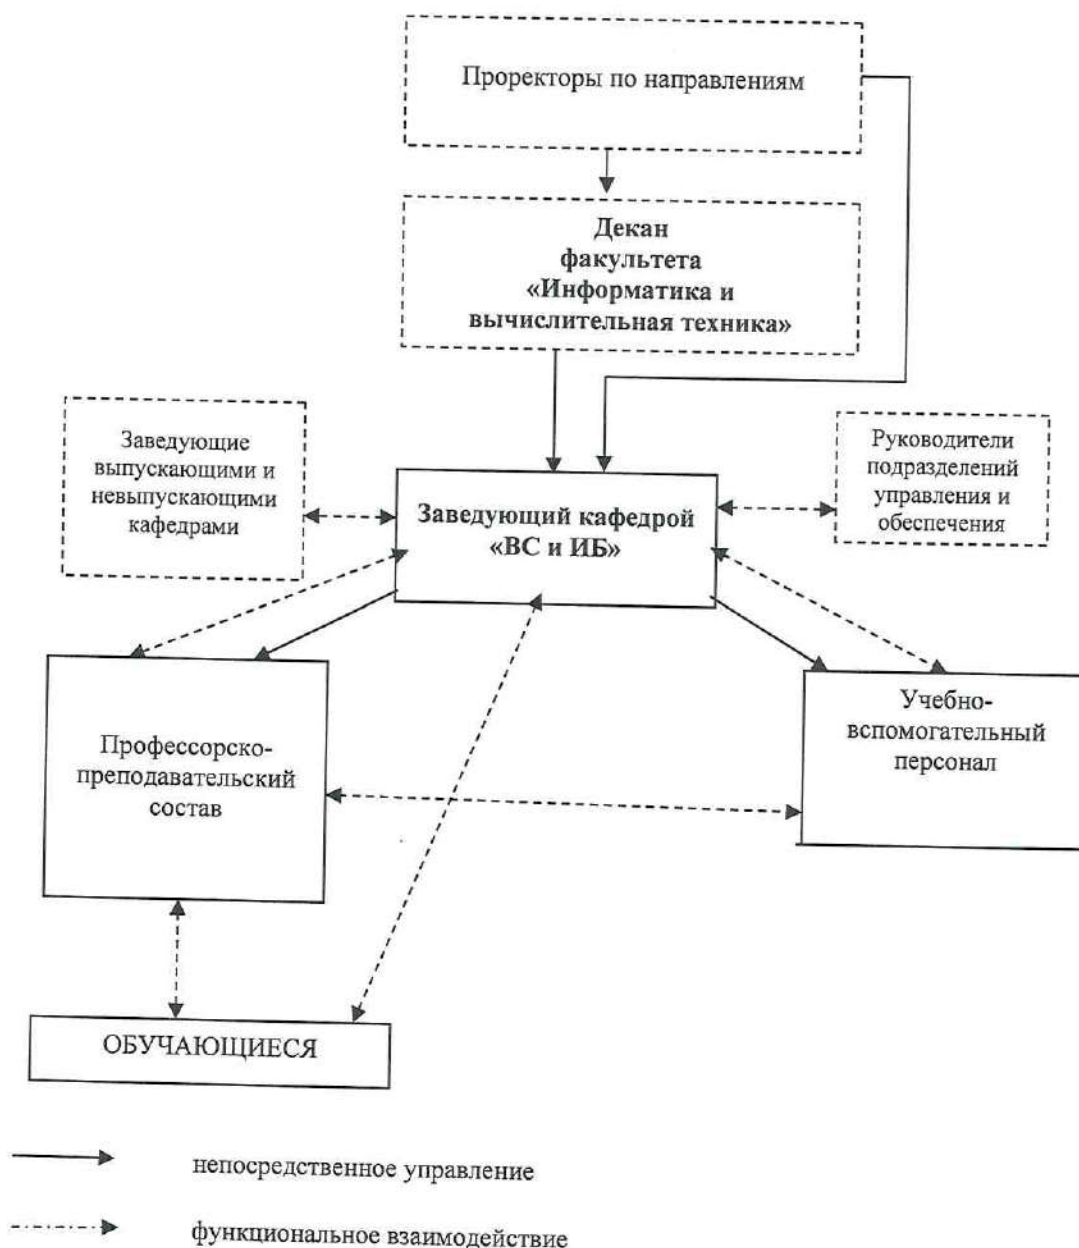 Проректоры по направлениям
Декан
факультета
«Информатика и
вычислительная техника»
Заведующие
выпускающими и
невыпускающими
кафедрами
Заведующий кафедрой
«ВС и ИБ»
Руководители
подразделений
управления и
обеспечения
Профессорско-
преподавательский
состав
Учебно-
вспомогательный
персонал
ОБУЧАЮЩИЕСЯ
непосредственное управление
функциональное взаимодействие